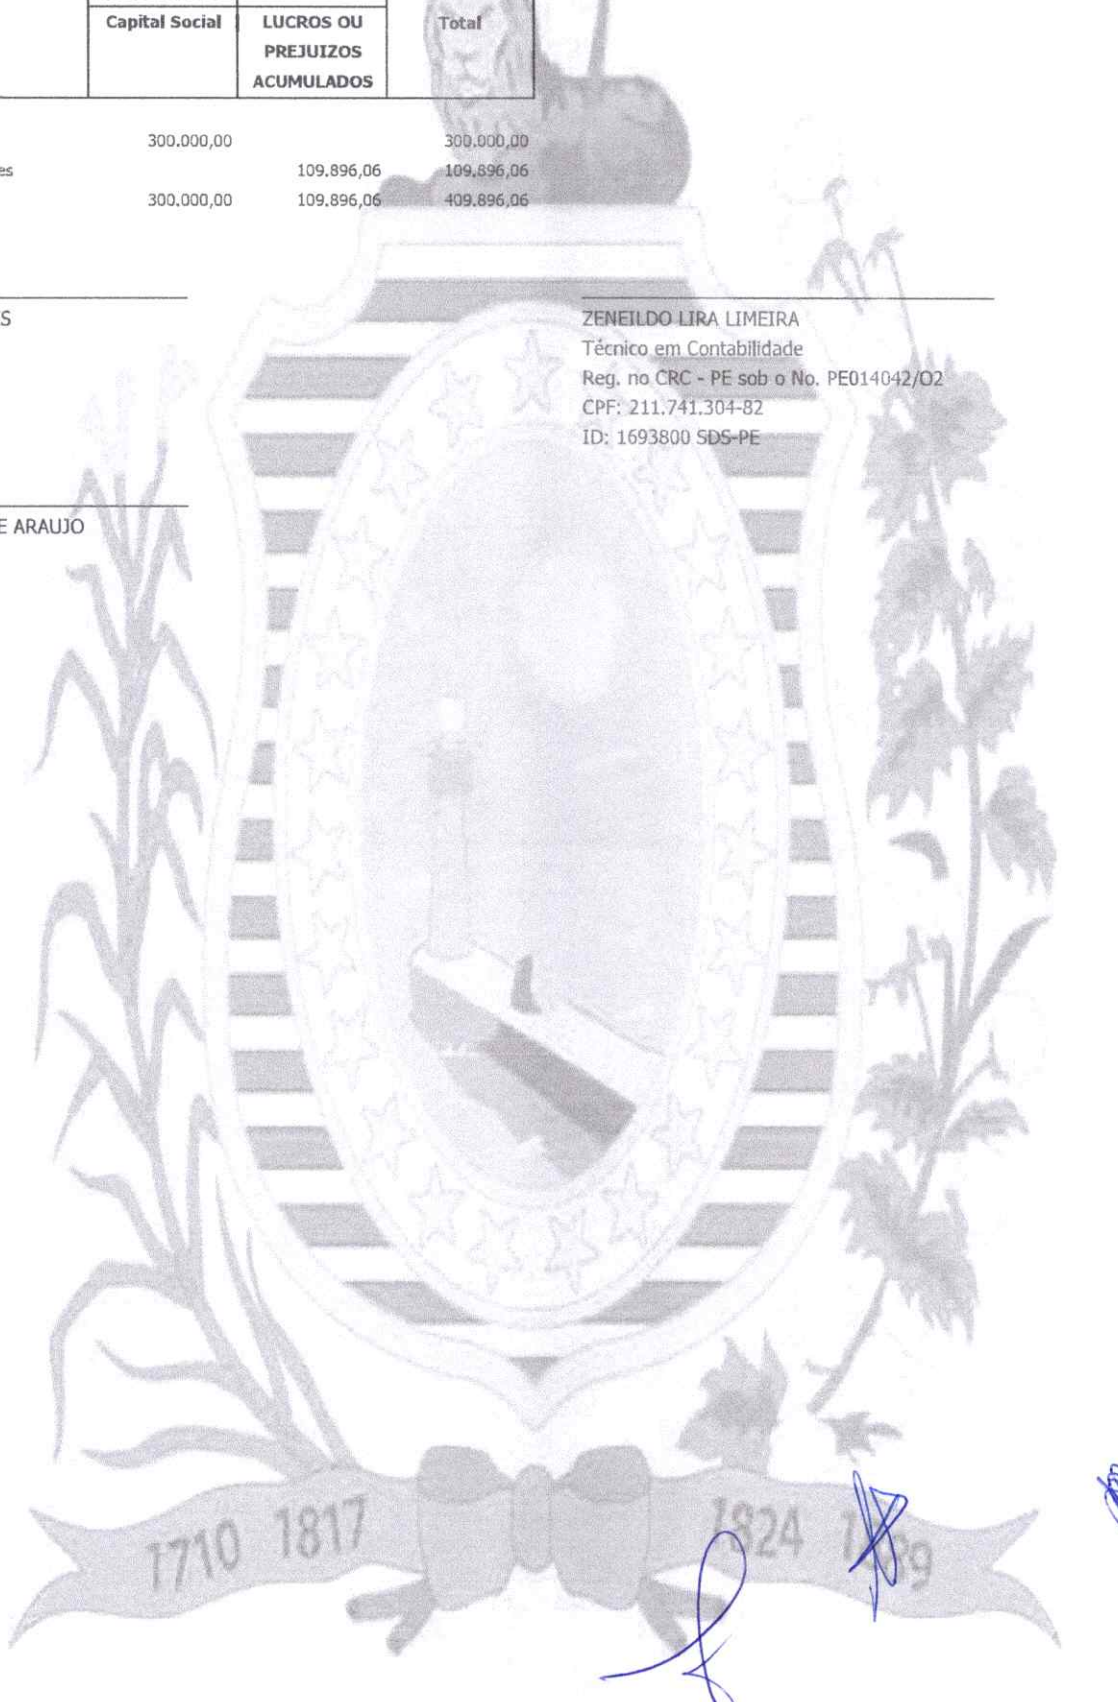 Capital Social LUCROS OU PREJUIZOS ACUMULADOS Total
300.000,00 300.000,00
es 109.896,06 109.896,06
300.000,00 109.896,06 409.896,06
S
ZENEILDO LIRA LIMEIRA
Técnico em Contabilidade
Reg. no CRC - PE sob o No. PE014042/O2
CPF: 211.741.304-82
ID: 1693800 SDS-PE
E ARAUJO
1710 1817 1824